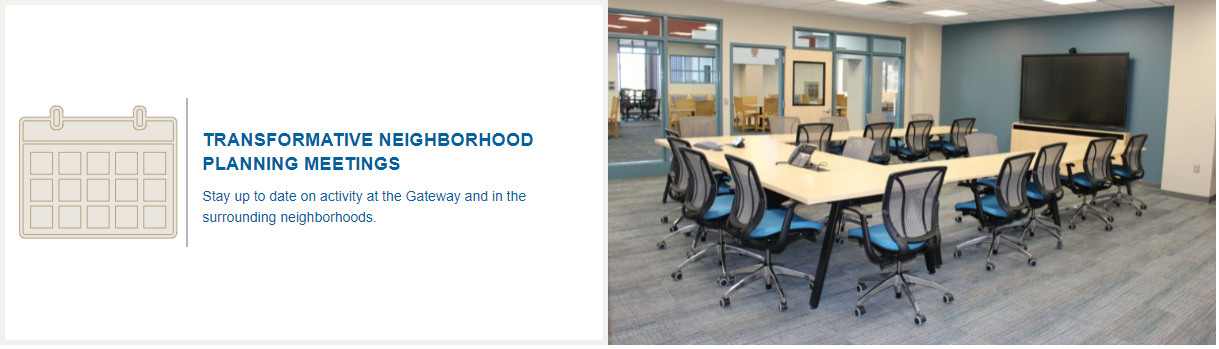 TRANSFORMATIVE NEIGHBORHOOD
PLANNING MEETINGS
Stay up to date on activity at the Gateway and in the
surrounding neighborhoods.